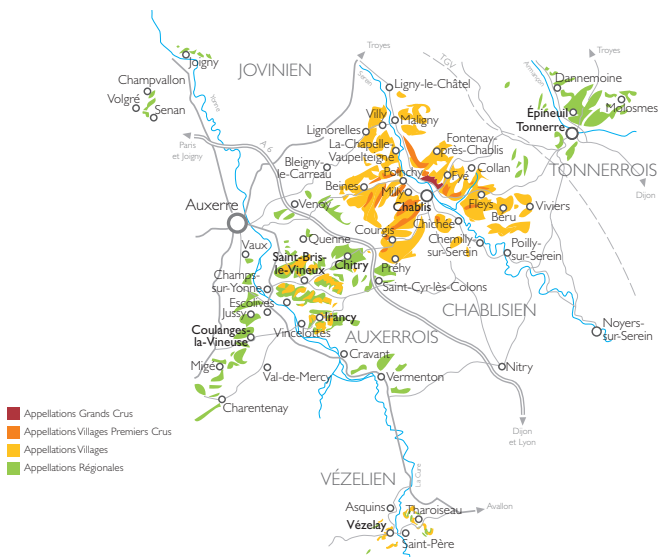 Troyes
Joigny
JOVINIEN
T.G.V.
Troyes
Champvallon
Serein
Armançon
Ligny-le-Châtel
Dannemoine
Volgré
Senan
Yonne
Villy
Maligny
Molosmes
Épineuil
Tonnerre
Lignorelles
Paris
et Joigny
A 6
La-Chapelle-
Vaupelteigne
Fontenay-
près-Chablis
Bleigny-
le-Carreau
Poinchy
Fyé
Collan
TONNERROIS
Beines
Milly
Dijon
Auxerre
Venoy
Chablis
Fleys
Béru
Viviers
Chichée
Courgis
Vaux
Quenne
Chemilly-
sur-Serein
Poilly-
sur-Serein
Saint-Bris-
le-Vineux
Chitry
Préhy
Champs-
sur-Yonne
Saint-Cyr-lès-Colons
Escolives
Jussy
Irancy
CHABLISIEN
Coulanges-
la-Vineuse
Vincelottes
AUXERROIS
Noyers-
sur-Serein
Cravant
Migé
Val-de-Mercy
Vermenton
Nitry
Charentenay
Dijon
et Lyon
Appellations Grands Crus
Appellations Villages Premiers Crus
Appellations Villages
Appellations Régionales
VÉZELIEN
La Cure
Asquins
Tharoiseau
Avallon
Vézelay
Saint-Père